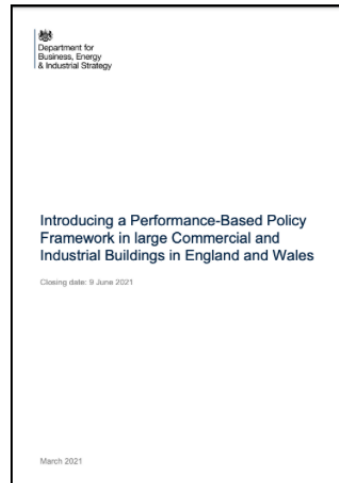 Department for
Business, Energy
& Industrial Strategy
Introducing a Performance-Based Policy
Framework in large Commercial and
Industrial Buildings in England and Wales
Closing date: 9 June 2021
March 2021